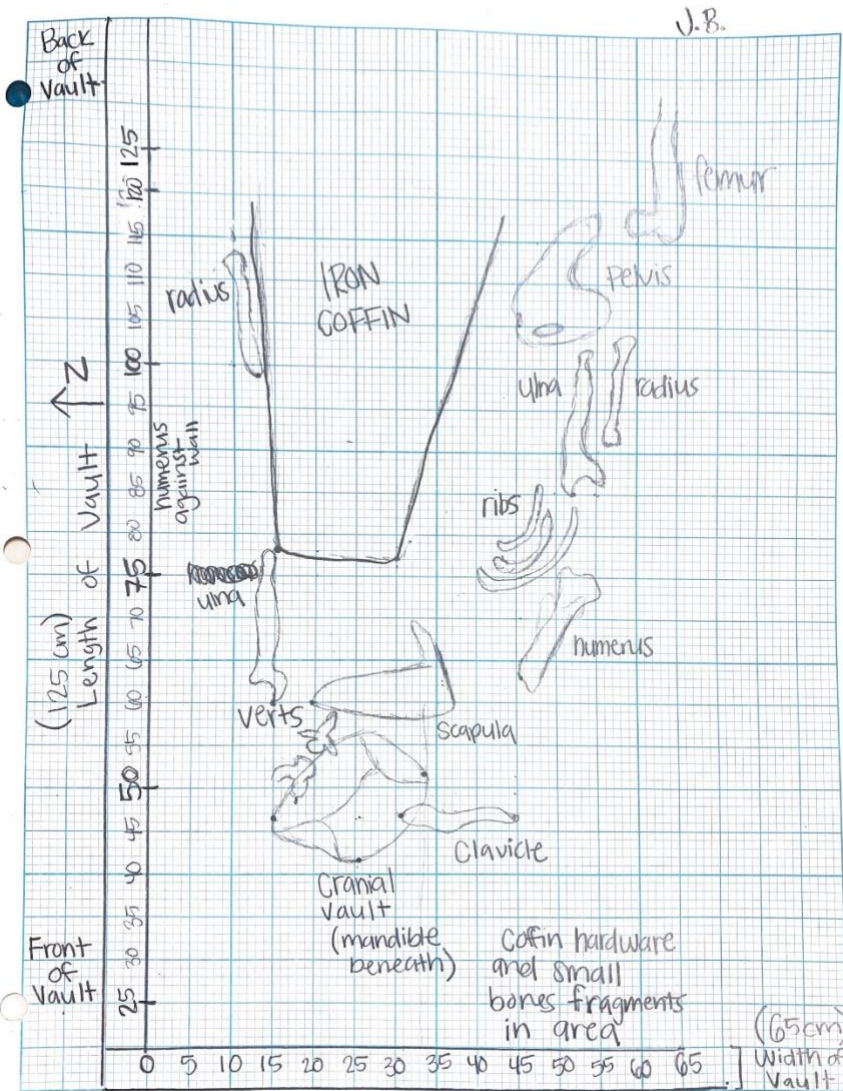 J.B.
Back
of
Vault
125
120
115
110
105
100
95
90
85
80
75
70
65
60
55
50
45
40
35
30
25
femur
pelvis
radius
IRON
COFFIN
ulna
radius
N
humerus
against
wall
ribs
ulna
humerus
(125 cm)
Length of Vault
verts
scapula
Clavicle
Cranial
Vault
(mandible
beneath)
Coffin hardware
and small
bones fragments
in area
Front
of
Vault
0 5 10 15 20 25 30 35 40 45 50 55 60 65
(65cm)
Width of
Vault